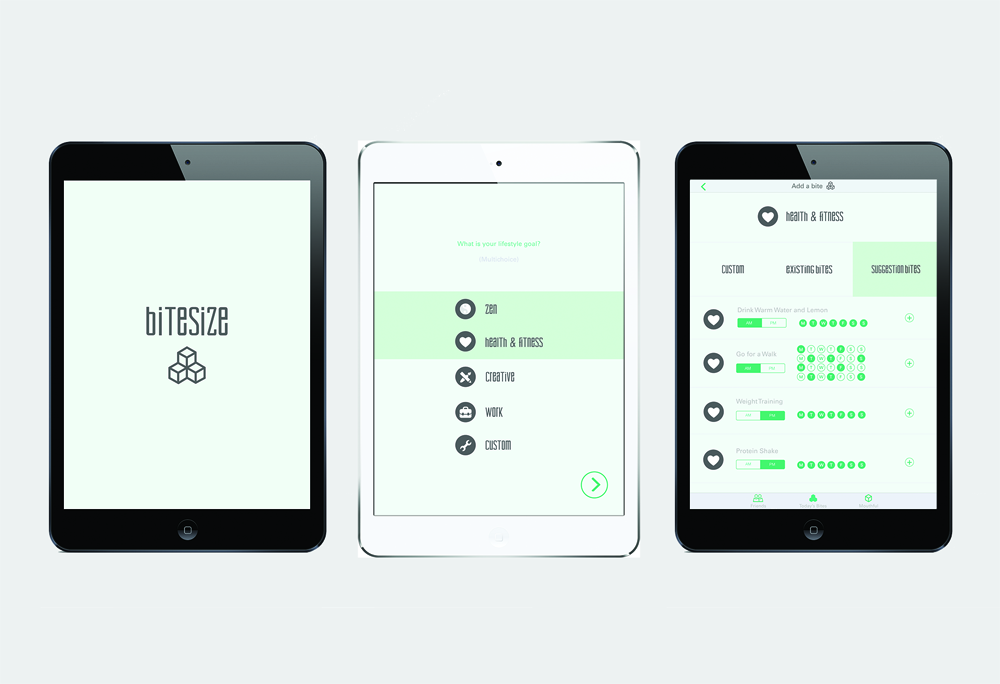 biTESiZE
What is your lifestyle goal?
ZEN
hEALTH & fiTNESS
CREATiVE
WORK
CUSTOM
Add a bite
hEALTH & fiTNESS
CUSTOM
EXiSTiNG biTES
SUGGESTiON biTES
Drink Warm Water and Lemon
AM PM
M T W T F S S
Go for a Walk
AM PM
M T W T F S S
M T W T F S S
M T W T F S S
M T W T F S S
Weight Training
AM PM
M T W T F S S
Protein Shake
AM PM
M T W T F S S
Friends
Today's Bites